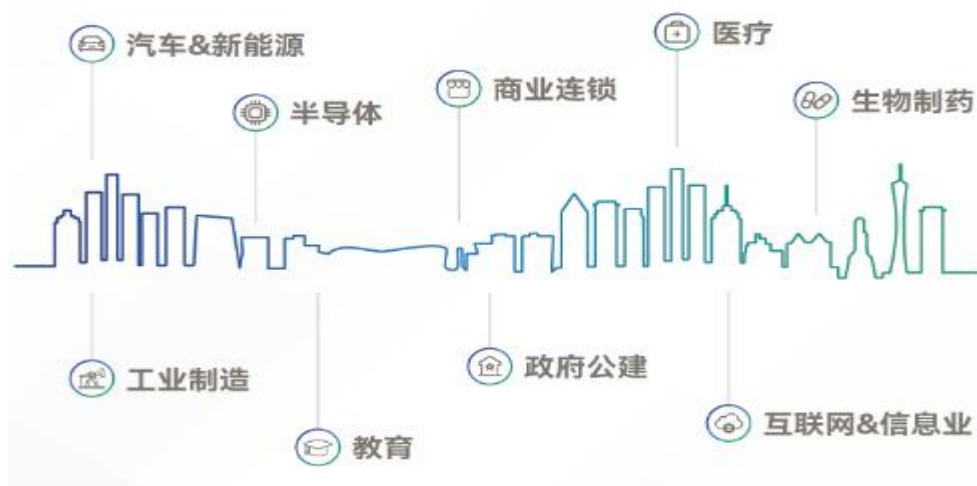 汽车&新能源
医疗
商业连锁
半导体
生物制药
工业制造
政府公建
教育
互联网&信息业